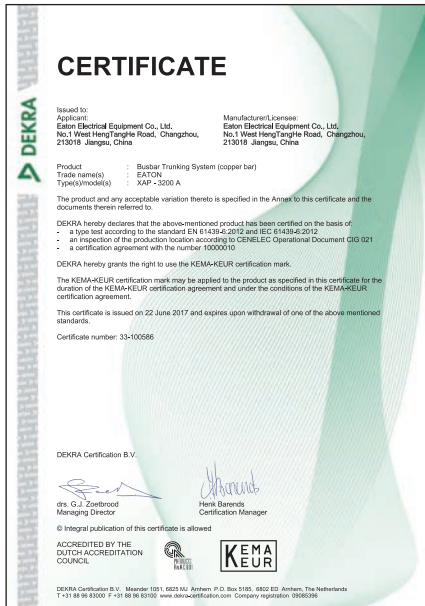 DEKRA
CERTIFICATE
Issued to:
Applicant:
Eaton Electrical Equipment Co., Ltd.
No.1 West HengTangHe Road, Changzhou,
213018 Jiangsu, China
Manufacturer/Licensee:
Eaton Electrical Equipment Co., Ltd.
No.1 West HengTangHe Road, Changzhou,
213018 Jiangsu, China
Product : Busbar Trunking System (copper bar)
Trade name(s) : EATON
Type(s)/model(s) : XAP - 3200 A
The product and any acceptable variation thereto is specified in the Annex to this certificate and the
documents therein referred to.
DEKRA hereby declares that the above-mentioned product has been certified on the basis of:
- a type test according to the standard EN 61439-6:2012 and IEC 61439-6:2012
- an inspection of the production location according to CENELEC Operational Document CIG 021
- a certification agreement with the number 10000010
DEKRA hereby grants the right to use the KEMA-KEUR certification mark.
The KEMA-KEUR certification mark may be applied to the product as specified in this certificate for the
duration of the KEMA-KEUR certification agreement and under the conditions of the KEMA-KEUR
certification agreement.
This certificate is issued on 22 June 2017 and expires upon withdrawal of one of the above mentioned
standards.
Certificate number: 33-100586
DEKRA Certification B.V.
drs. G.J. Zoetbrood
Managing Director
Henk Barends
Certification Manager
© Integral publication of this certificate is allowed
ACCREDITED BY THE
DUTCH ACCREDITATION
COUNCIL
PRODUCTS
RvA C 001
KEMA
KEUR
DEKRA Certification B.V. Meander 1051, 6825 MJ Arnhem P.O. Box 5185, 6802 ED Arnhem, The Netherlands
T +31 88 96 83000 F +31 88 96 83100 www.dekra-certification.com Company registration 09085396